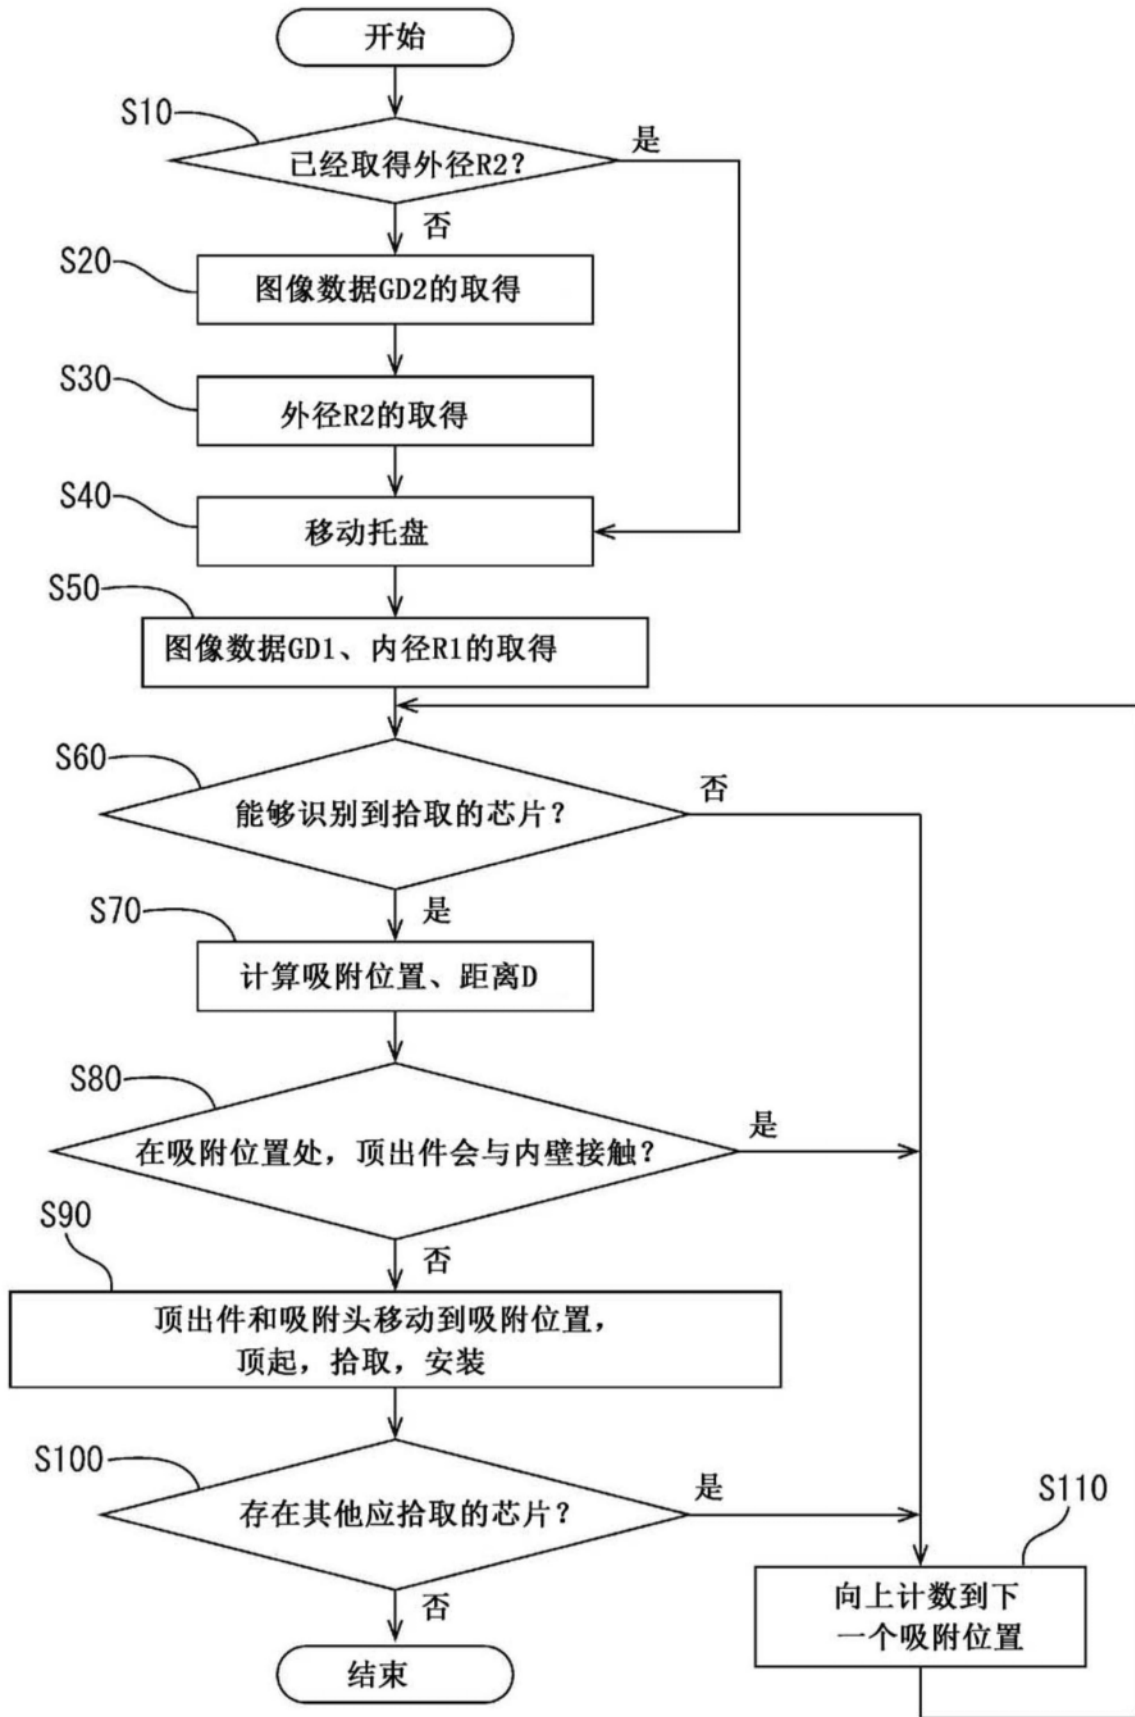 开始
S10
已经取得外径R2?
是
否
S20
图像数据GD2的取得
S30
外径R2的取得
S40
移动托盘
S50
图像数据GD1、内径R1的取得
S60
能够识别到拾取的芯片?
否
是
S70
计算吸附位置、距离D
S80
在吸附位置处,顶出件会与内壁接触?
是
否
S90
顶出件和吸附头移动到吸附位置,
顶起,拾取,安装
S100
存在其他应拾取的芯片?
是
否
S110
向上计数到下
一个吸附位置
结束